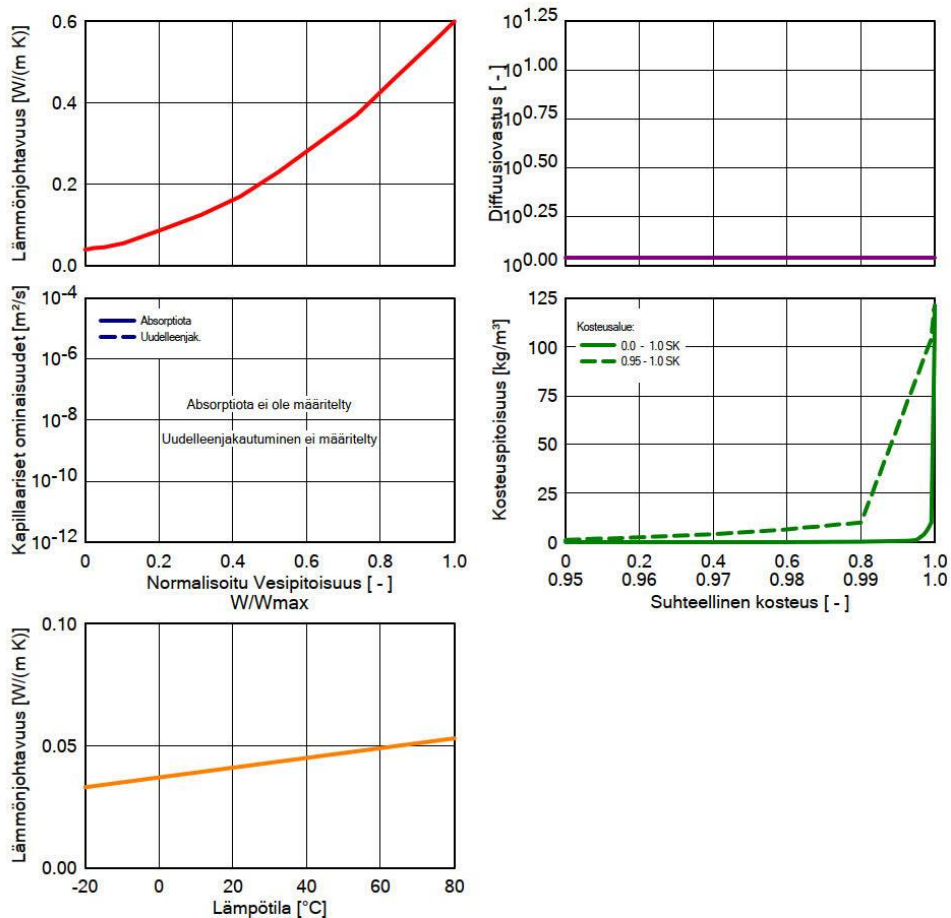 Lämmönjohtavuus [W/(m K)]
0.6
0.4
0.2
0.0
Diffuusiovastus [ - ]
10^1.25
10^1.00
10^0.75
10^0.50
10^0.25
10^0.00
Kapillaariset ominaisuudet [m²/s]
10^-4
10^-6
10^-8
10^-10
10^-12
Absorptiota
Uudelleenjak.
Absorptiota ei ole määritelty
Uudelleenjakautuminen ei määritelty
0 0.2 0.4 0.6 0.8 1.0
Normalisoitu Vesipitoisuus [ - ]
W/Wmax
Kosteuspitoisuus [kg/m³]
125
100
75
50
25
0
Kosteusalue:
0.0 - 1.0 SK
0.95 - 1.0 SK
0 0.2 0.4 0.6 0.8 1.0
0.95 0.96 0.97 0.98 0.99 1.0
Suhteellinen kosteus [ - ]
Lämmönjohtavuus [W/(m K)]
0.10
0.05
0.00
-20 0 20 40 60 80
Lämpötila [°C]